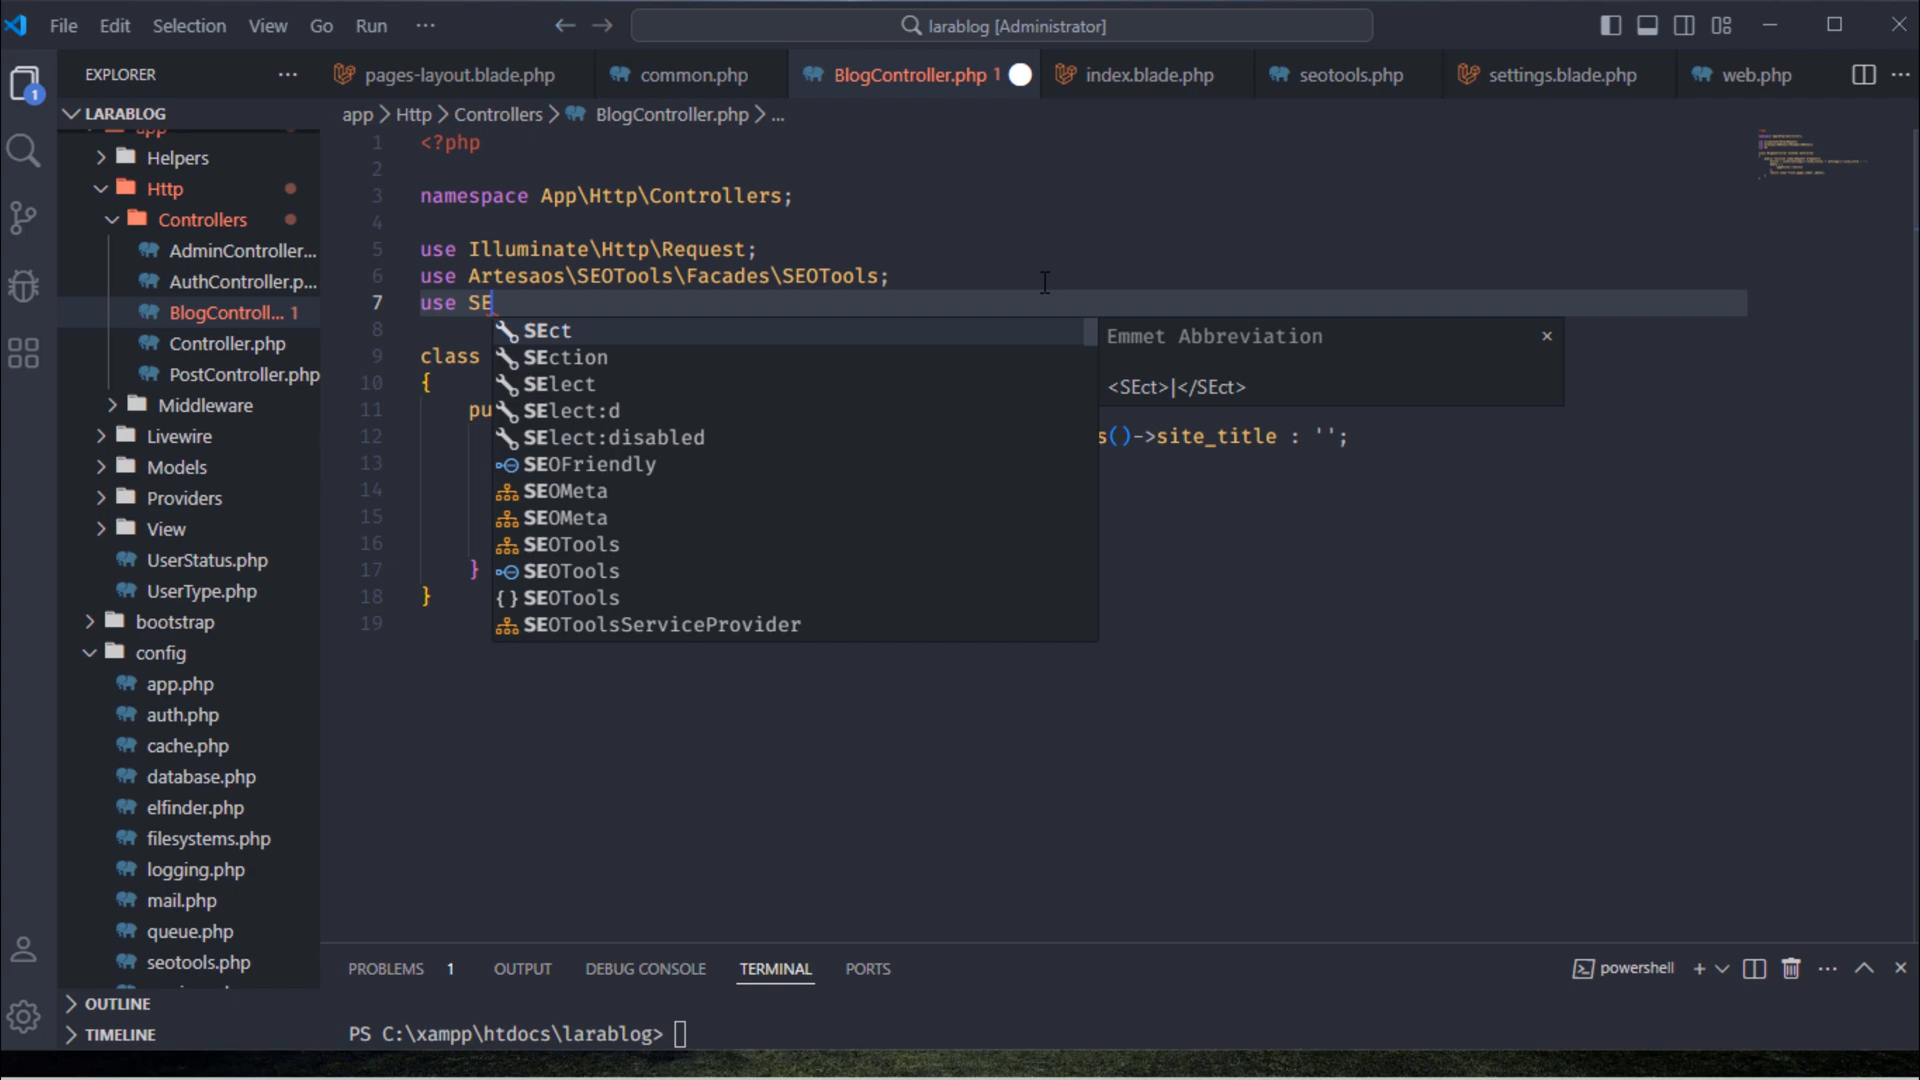 File Edit Selection View Go Run ··· larablog [Administrator]
EXPLORER ···
pages-layout.blade.php common.php BlogController.php 1 index.blade.php seotools.php settings.blade.php web.php ···
LARABLOG
app > Http > Controllers > BlogController.php > ...
app
Helpers
Http
Controllers
AdminController...
AuthController.p...
BlogControll... 1
Controller.php
PostController.php
Middleware
Livewire
Models
Providers
View
UserStatus.php
UserType.php
bootstrap
config
app.php
auth.php
cache.php
database.php
elfinder.php
filesystems.php
logging.php
mail.php
queue.php
seotools.php
OUTLINE
TIMELINE
1 <?php
2
3 namespace App\Http\Controllers;
4
5 use Illuminate\Http\Request;
6 use Artesaos\SEOTools\Facades\SEOTools;
7 use SE
8
9 class
10 {
11 pu
12 s()->site_title : '';
13
14
15
16
17 }
18 }
19
SEct
SEction
SElect
SElect:d
SElect:disabled
SEOFriendly
SEOMeta
SEOMeta
SEOTools
SEOTools
{} SEOTools
SEOToolsServiceProvider
Emmet Abbreviation ×
<SEct>|</SEct>
PROBLEMS 1 OUTPUT DEBUG CONSOLE TERMINAL PORTS powershell + ···
PS C:\xampp\htdocs\larablog>